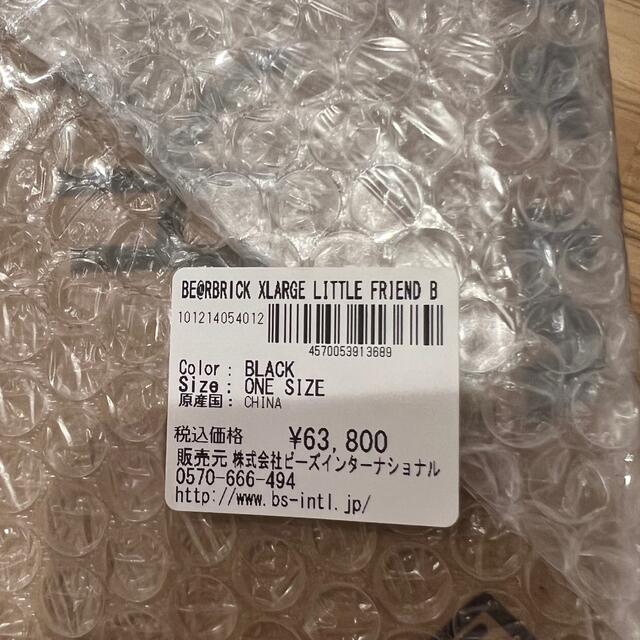 BE@RBRICK XLARGE LITTLE FRIEND B
101214054012
4570053913689
Color: BLACK
Size: ONE SIZE
原産国: CHINA
税込価格 ¥63,800
販売元 株式会社ビーズインターナショナル
0570-666-494
http://www.bs-intl.jp/